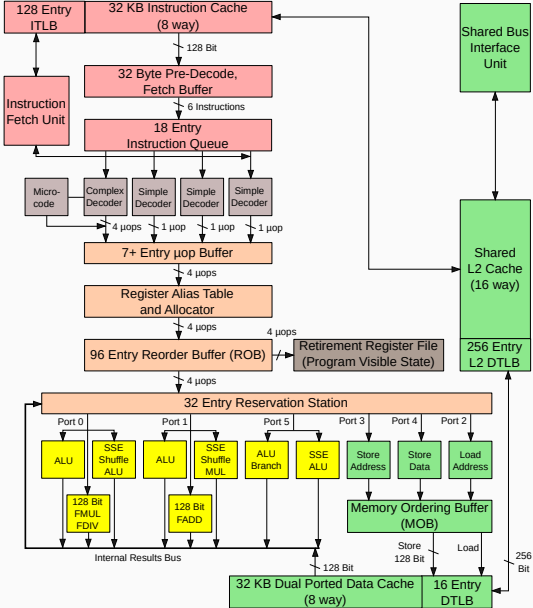 128 Entry
ITLB
32 KB Instruction Cache
(8 way)
Shared Bus
Interface
Unit
128 Bit
32 Byte Pre-Decode,
Fetch Buffer
Instruction
Fetch Unit
6 Instructions
18 Entry
Instruction Queue
Micro-
code
Complex
Decoder
Simple
Decoder
Simple
Decoder
Simple
Decoder
4 µops
1 µop
1 µop
1 µop
Shared
L2 Cache
(16 way)
7+ Entry µop Buffer
4 µops
Register Alias Table
and Allocator
4 µops
4 µops
96 Entry Reorder Buffer (ROB)
Retirement Register File
(Program Visible State)
256 Entry
L2 DTLB
4 µops
32 Entry Reservation Station
Port 0
Port 1
Port 5
Port 3
Port 4
Port 2
ALU
SSE
Shuffle
ALU
ALU
SSE
Shuffle
MUL
ALU
Branch
SSE
ALU
Store
Address
Store
Data
Load
Address
128 Bit
FMUL
FDIV
128 Bit
FADD
Memory Ordering Buffer
(MOB)
Internal Results Bus
Store
128 Bit
Load
256
Bit
128 Bit
32 KB Dual Ported Data Cache
(8 way)
16 Entry
DTLB